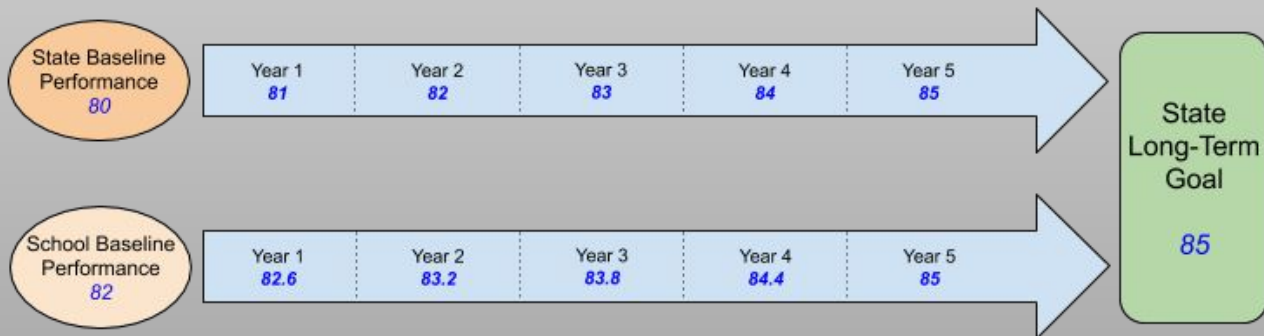 State Baseline
Performance
80
Year 1
81
Year 2
82
Year 3
83
Year 4
84
Year 5
85
School Baseline
Performance
82
Year 1
82.6
Year 2
83.2
Year 3
83.8
Year 4
84.4
Year 5
85
State
Long-Term
Goal
85